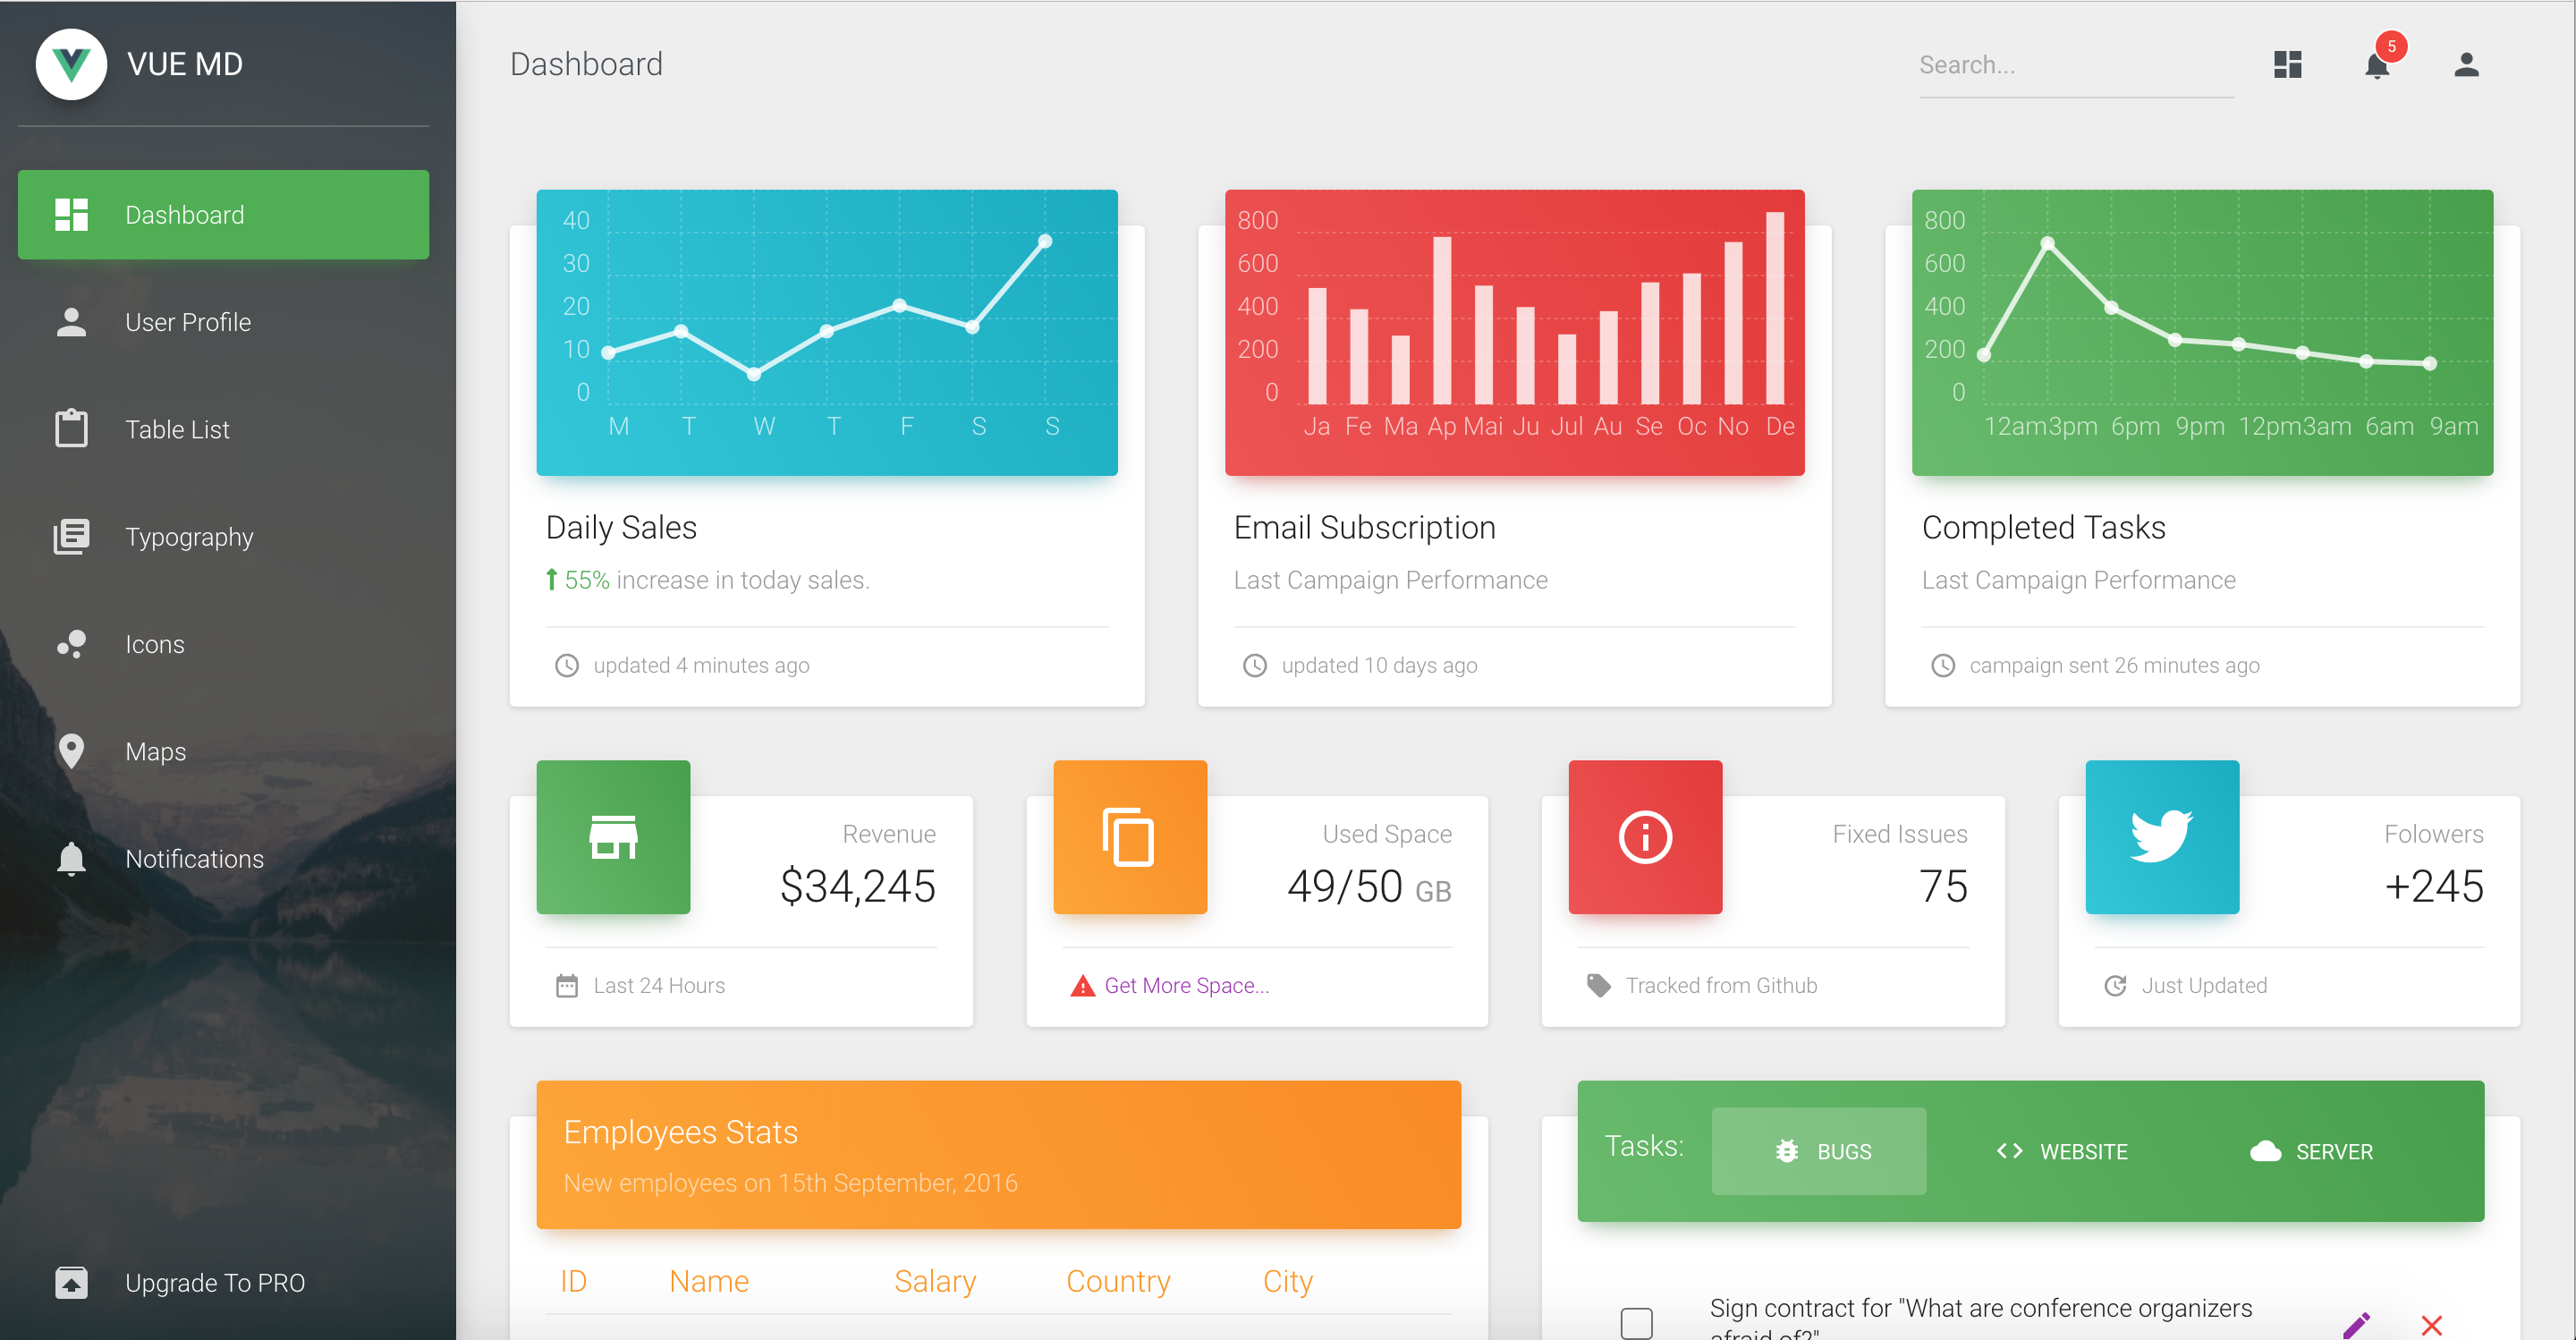 VUE MD
Dashboard
User Profile
Table List
Typography
Icons
Maps
Notifications
Upgrade To PRO
Dashboard
Search...
5
40
30
20
10
0
M T W T F S S
Daily Sales
55% increase in today sales.
updated 4 minutes ago
800
600
400
200
0
Ja Fe Ma Ap Mai Ju Jul Au Se Oc No De
Email Subscription
Last Campaign Performance
updated 10 days ago
800
600
400
200
0
12am 3pm 6pm 9pm 12pm 3am 6am 9am
Completed Tasks
Last Campaign Performance
campaign sent 26 minutes ago
Revenue
$34,245
Last 24 Hours
Used Space
49/50 GB
Get More Space...
Fixed Issues
75
Tracked from Github
Folowers
+245
Just Updated
Employees Stats
New employees on 15th September, 2016
ID Name Salary Country City
Tasks: BUGS WEBSITE SERVER
Sign contract for "What are conference organizers
afraid of?"